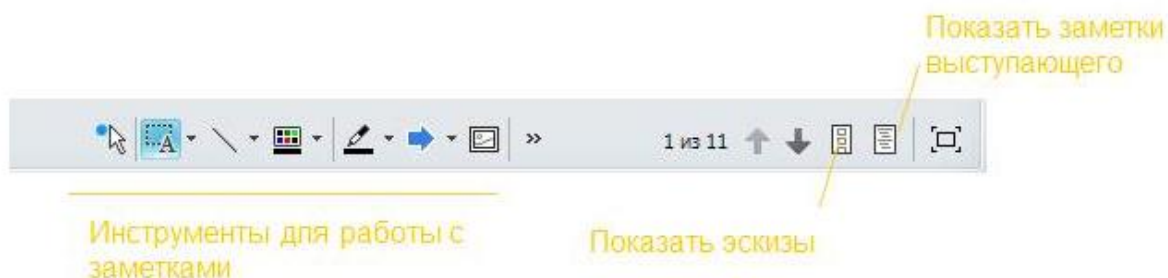 Показать заметки
выступающего
A
»
1 из 11
Инструменты для работы с
заметками
Показать эскизы